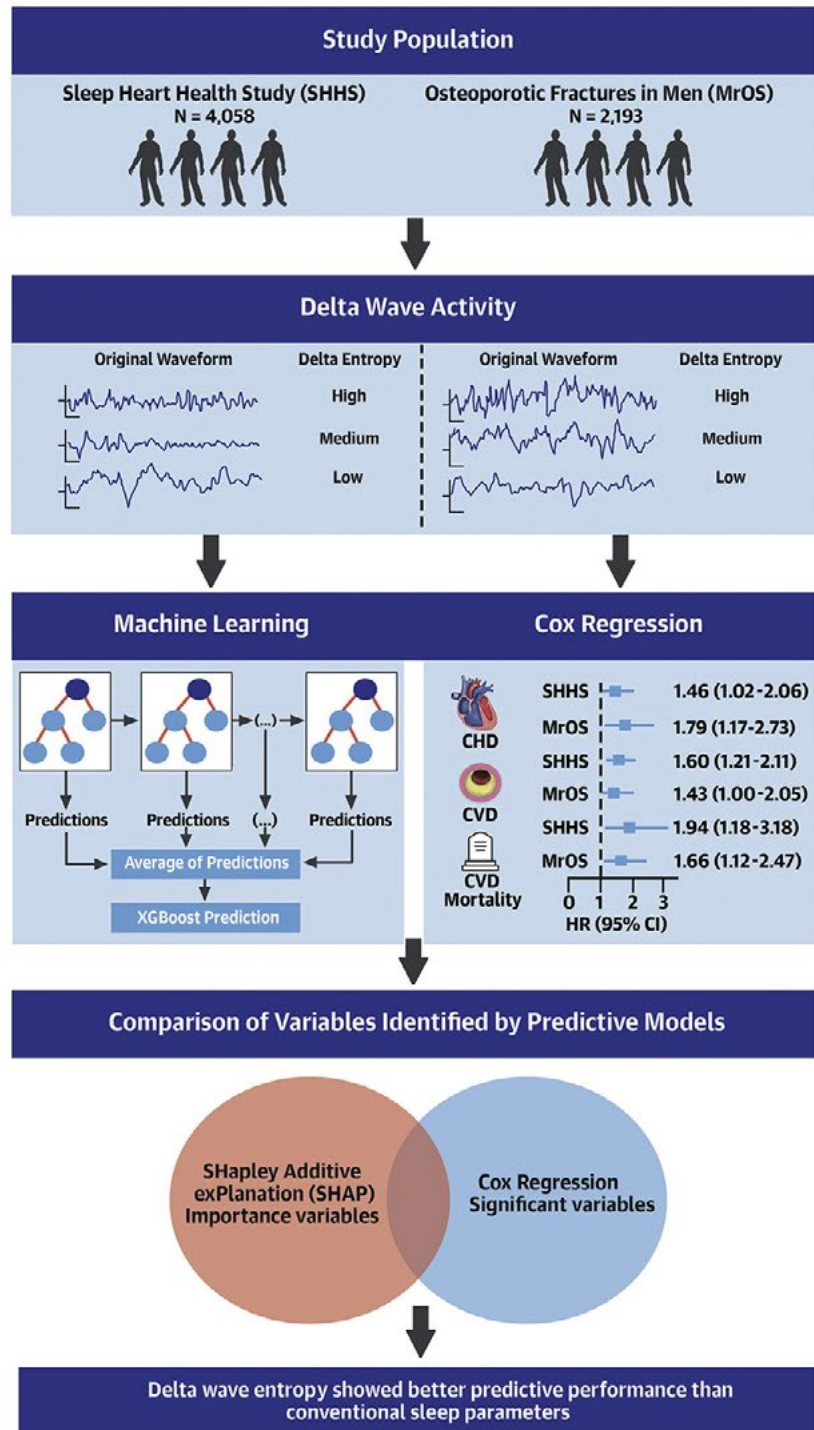 Study Population
Sleep Heart Health Study (SHHS)
N = 4,058
Osteoporotic Fractures in Men (MrOS)
N = 2,193
Delta Wave Activity
Original Waveform
Delta Entropy
High
Medium
Low
Original Waveform
Delta Entropy
High
Medium
Low
Machine Learning
(...)
Predictions
Predictions
(...)
Predictions
Average of Predictions
XGBoost Prediction
Cox Regression
CHD
SHHS 1.46 (1.02-2.06)
MrOS 1.79 (1.17-2.73)
CVD
SHHS 1.60 (1.21-2.11)
MrOS 1.43 (1.00-2.05)
CVD
Mortality
SHHS 1.94 (1.18-3.18)
MrOS 1.66 (1.12-2.47)
0 1 2 3
HR (95% CI)
Comparison of Variables Identified by Predictive Models
SHapley Additive
exPlanation (SHAP)
Importance variables
Cox Regression
Significant variables
Delta wave entropy showed better predictive performance than
conventional sleep parameters